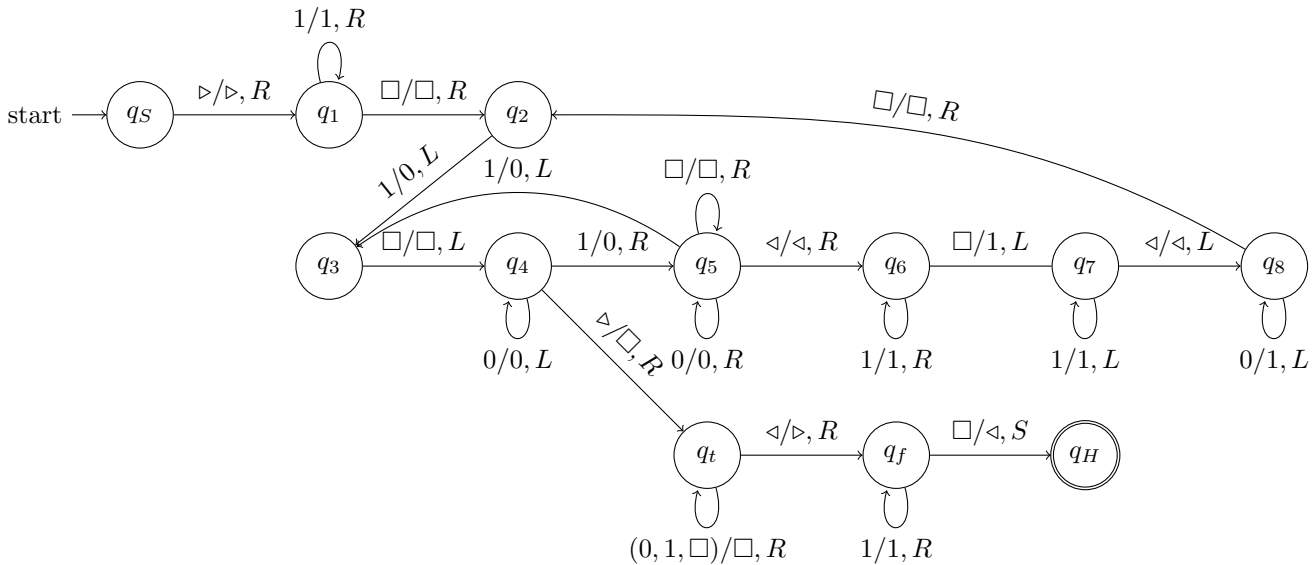 1/1, R
▹/▹, R
□/□, R
□/□, R
start
q_S
q_1
q_2
1/0, L
1/0, L
□/□, R
□/□, L
1/0, R
◃/◃, R
□/1, L
◃/◃, L
q_3
q_4
q_5
q_6
q_7
q_8
▹/□, R
0/0, L
0/0, R
1/1, R
1/1, L
0/1, L
◃/▹, R
□/◃, S
q_t
q_f
q_H
(0, 1, □)/□, R
1/1, R